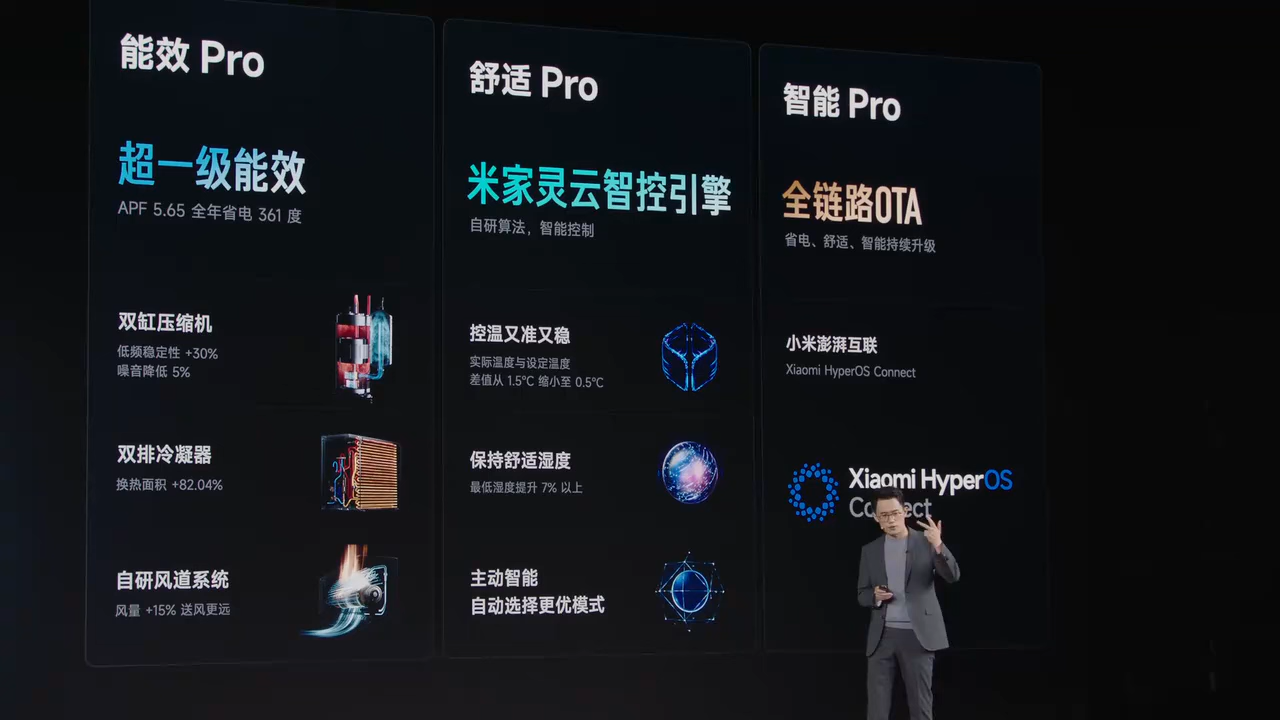 能效 Pro
超一级能效
APF 5.65 全年省电 361 度
双缸压缩机
低频稳定性 +30%
噪音降低 5%
双排冷凝器
换热面积 +82.04%
自研风道系统
风量 +15% 送风更远
舒适 Pro
米家灵云智控引擎
自研算法，智能控制
控温又准又稳
实际温度与设定温度
差值从 1.5°C 缩小至 0.5°C
保持舒适湿度
最低湿度提升 7% 以上
主动智能
自动选择更优模式
智能 Pro
全链路OTA
省电、舒适、智能持续升级
小米澎湃互联
Xiaomi HyperOS Connect
Xiaomi HyperOS
Connect